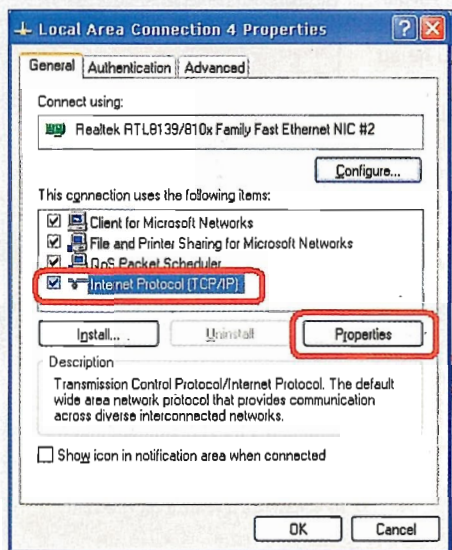 Local Area Connection 4 Properties
General Authentication Advanced
Connect using:
Realtek RTL8139/810x Family Fast Ethernet NIC #2
Configure...
This connection uses the following items:
Client for Microsoft Networks
File and Printer Sharing for Microsoft Networks
QoS Packet Scheduler
Internet Protocol (TCP/IP)
Install... Uninstall Properties
Description
Transmission Control Protocol/Internet Protocol. The default
wide area network protocol that provides communication
across diverse interconnected networks.
Show icon in notification area when connected
OK Cancel